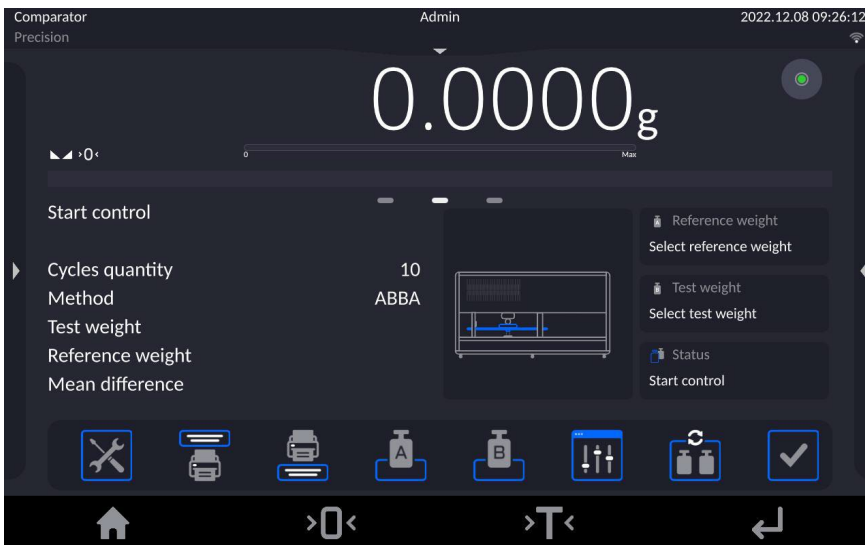 Comparator Admin 2022.12.08 09:26:12
Precision
0.0000g
>0<
0 Max
Start control
Reference weight
Select reference weight
Cycles quantity 10
Method ABBA
Test weight
Reference weight
Mean difference
Test weight
Select test weight
Status
Start control
A B
>0< >T<